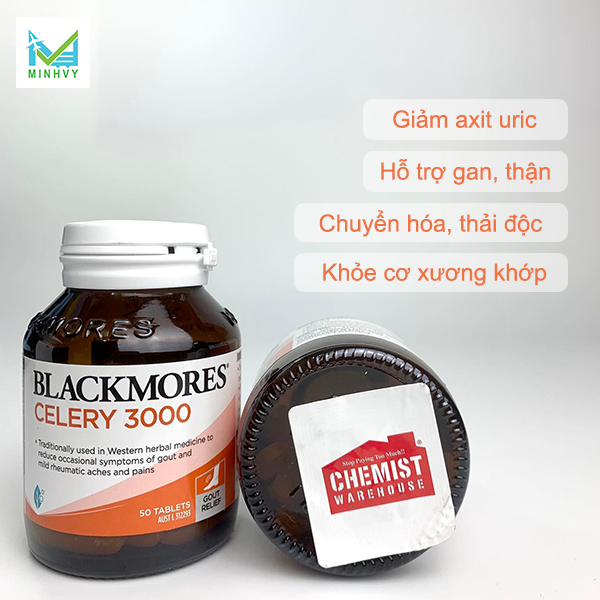 MINHVY
Giảm axit uric
Hỗ trợ gan, thận
Chuyển hóa, thải độc
Khỏe cơ xương khớp
MORES
BLACKMORES®
CELERY 3000
Traditionally used in Western herbal medicine to
reduce occasional symptoms of gout and
mild rheumatic aches and pains
GOUT
RELIEF
50 TABLETS
AUST L 312293
Stop Paying Too Much!!
CHEMIST
WAREHOUSE®